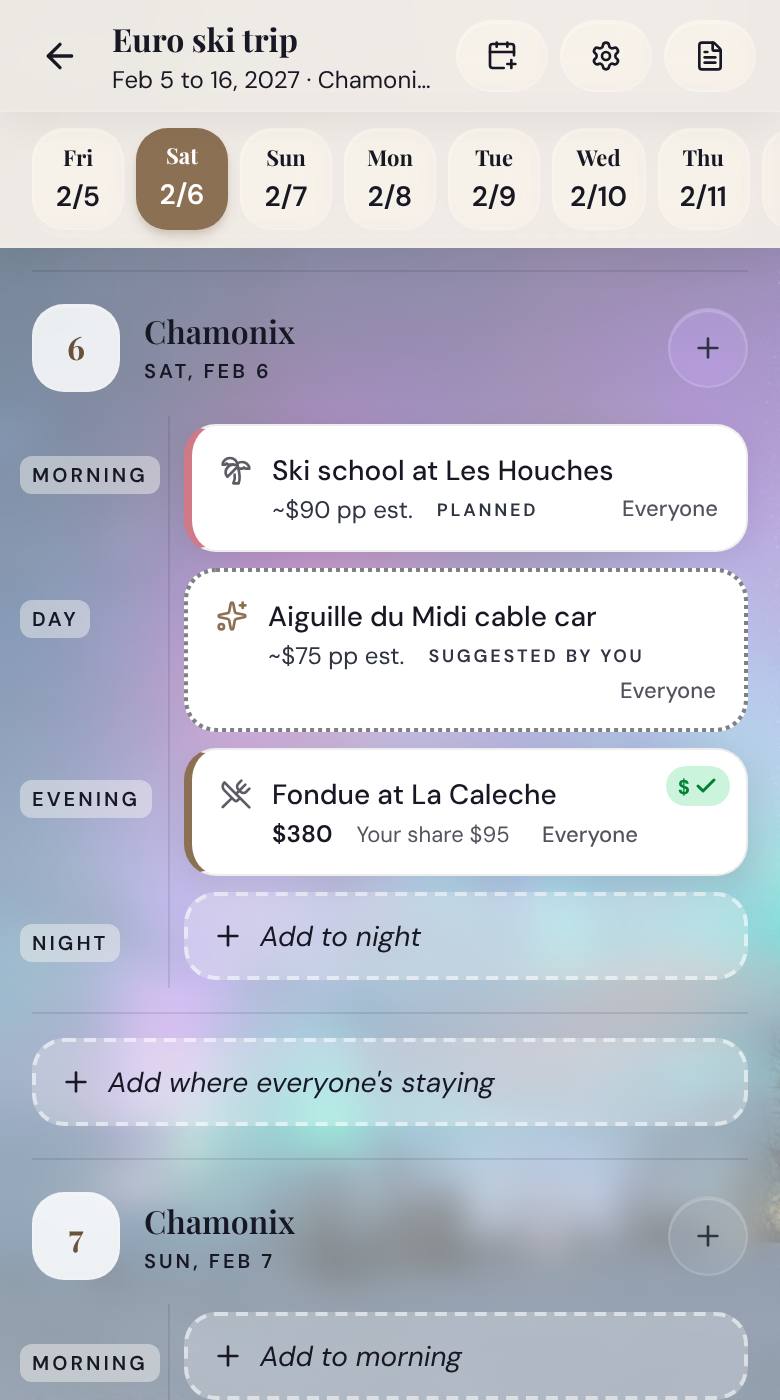 Euro ski trip
Feb 5 to 16, 2027 · Chamoni...
Fri
2/5
Sat
2/6
Sun
2/7
Mon
2/8
Tue
2/9
Wed
2/10
Thu
2/11
6
Chamonix
SAT, FEB 6
MORNING
Ski school at Les Houches
~$90 pp est. PLANNED Everyone
DAY
Aiguille du Midi cable car
~$75 pp est. SUGGESTED BY YOU
Everyone
EVENING
Fondue at La Caleche
$
$380 Your share $95 Everyone
NIGHT
Add to night
Add where everyone's staying
7
Chamonix
SUN, FEB 7
MORNING
Add to morning